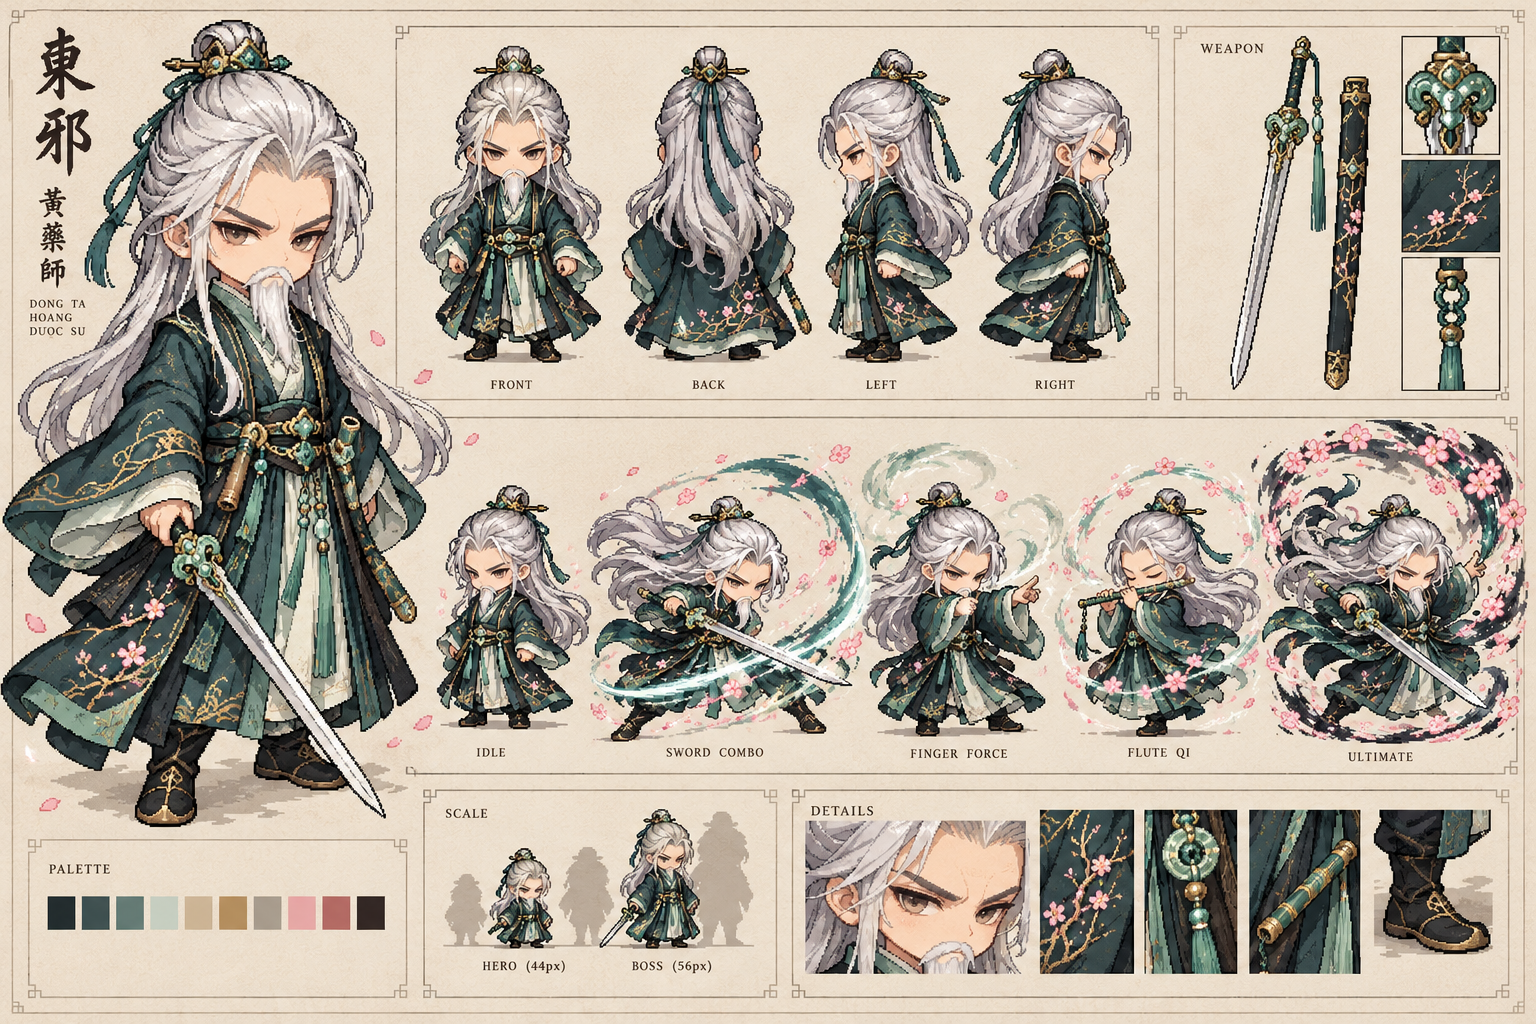 東邪
黃藥師
DONG TA
HOANG
DUOC SU
FRONT
BACK
LEFT
RIGHT
WEAPON
IDLE
SWORD COMBO
FINGER FORCE
FLUTE QI
ULTIMATE
PALETTE
SCALE
HERO (44px)
BOSS (56px)
DETAILS